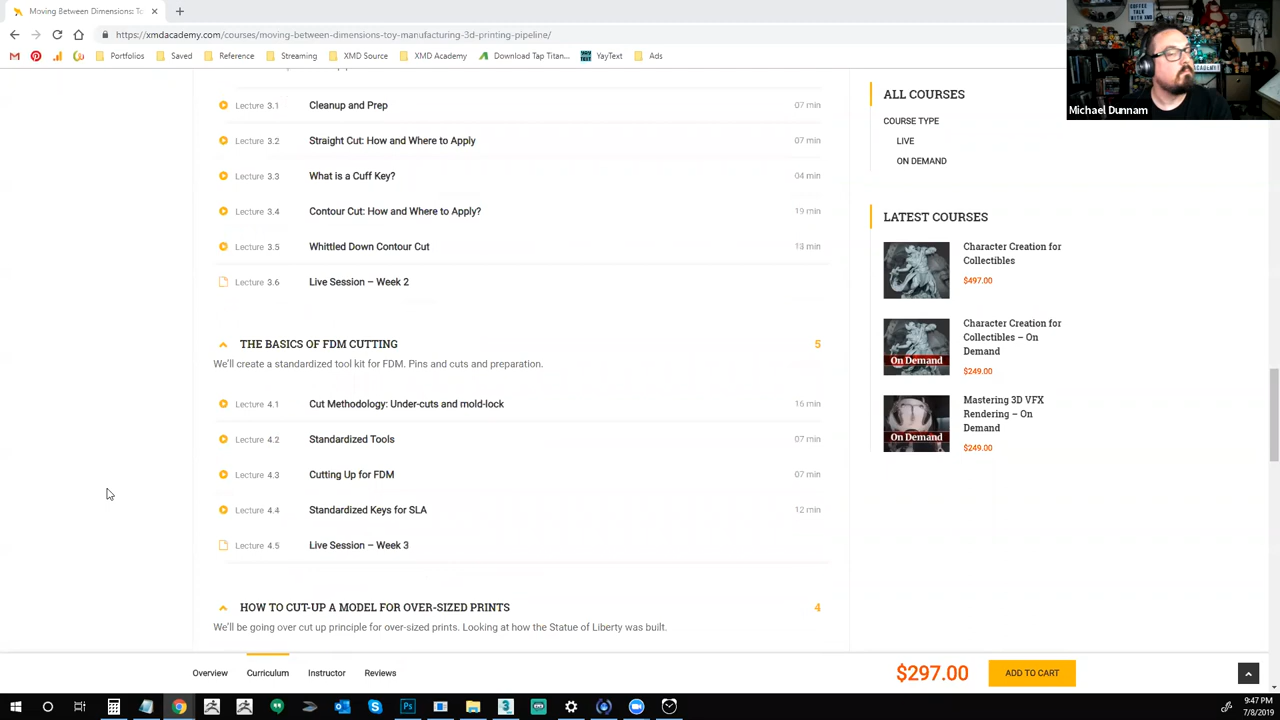 Moving Between Dimensions: To
https://xmdacademy.com/courses/moving-between-dimensions-toy-manufacturing-3d-printing-pipeline/
Portfolios
Saved
Reference
Streaming
XMD Source
XMD Academy
Download Tap Titan...
YayText
Ads
COFFEE
TALK
WITH XMD
Michael Dunnam
Lecture 3.1 Cleanup and Prep 07 min
Lecture 3.2 Straight Cut: How and Where to Apply 07 min
Lecture 3.3 What is a Cuff Key? 04 min
Lecture 3.4 Contour Cut: How and Where to Apply? 19 min
Lecture 3.5 Whittled Down Contour Cut 13 min
Lecture 3.6 Live Session – Week 2
THE BASICS OF FDM CUTTING 5
We'll create a standardized tool kit for FDM. Pins and cuts and preparation.
Lecture 4.1 Cut Methodology: Under-cuts and mold-lock 16 min
Lecture 4.2 Standardized Tools 07 min
Lecture 4.3 Cutting Up for FDM 07 min
Lecture 4.4 Standardized Keys for SLA 12 min
Lecture 4.5 Live Session – Week 3
HOW TO CUT-UP A MODEL FOR OVER-SIZED PRINTS 4
We'll be going over cut up principle for over-sized prints. Looking at how the Statue of Liberty was built.
ALL COURSES
COURSE TYPE
LIVE
ON DEMAND
LATEST COURSES
Character Creation for
Collectibles
$497.00
On Demand
Character Creation for
Collectibles – On
Demand
$249.00
On Demand
Mastering 3D VFX
Rendering – On
Demand
$249.00
Overview Curriculum Instructor Reviews
$297.00 ADD TO CART
9:47 PM
7/8/2019